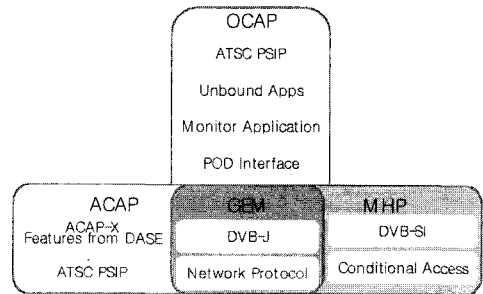 OCAP
ATSC PSIP
Unbound Apps
Monitor Application
POD Interface
ACAP
ACAP-X
Features from DASE
ATSC PSIP
GEM
DVB-J
Network Protocol
MHP
DVB-SI
Conditional Access